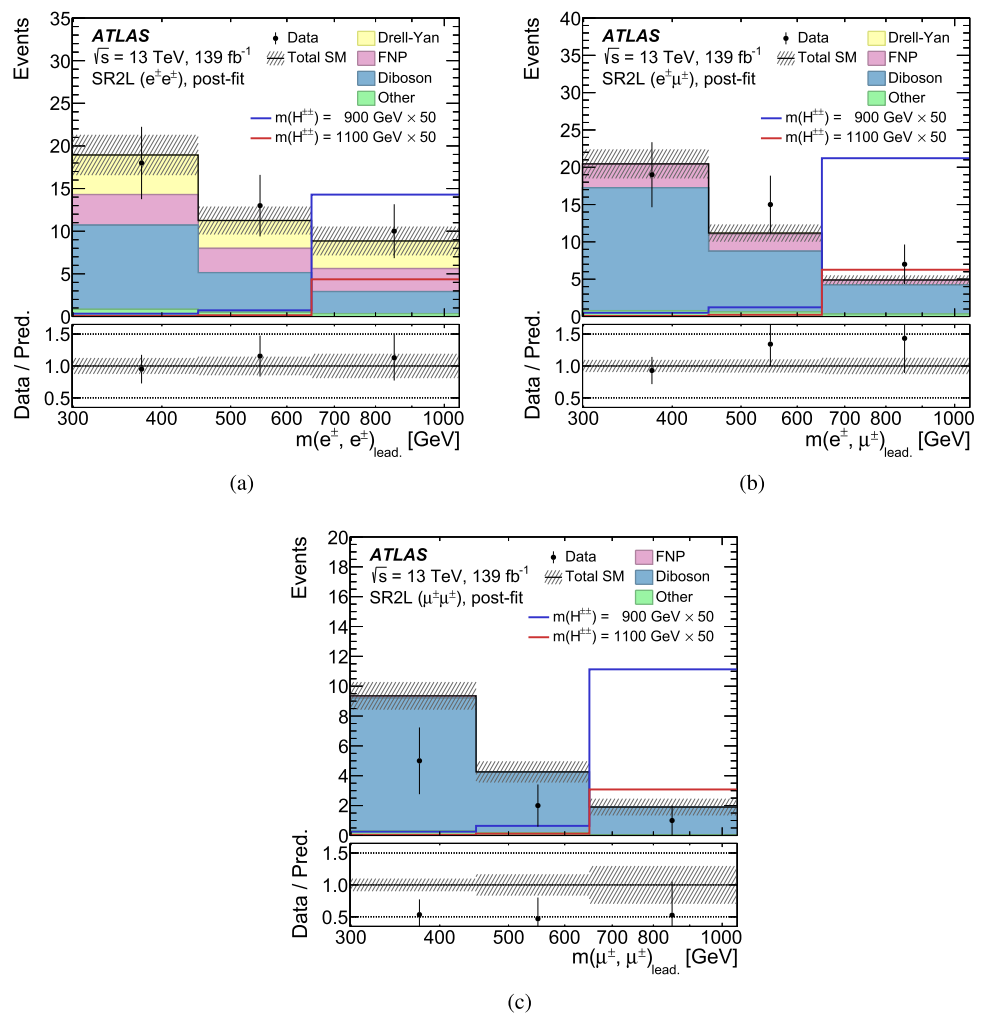 ATLAS
√s = 13 TeV, 139 fb⁻¹
SR2L (e±e±), post-fit
Data
Total SM
Drell-Yan
FNP
Diboson
Other
m(H±±) = 900 GeV × 50
m(H±±) = 1100 GeV × 50
Events
35
30
25
20
15
10
5
0
Data / Pred.
1.5
1.0
0.5
300 400 500 600 700 800 1000
m(e±, e±)lead. [GeV]
(a)
ATLAS
√s = 13 TeV, 139 fb⁻¹
SR2L (e±μ±), post-fit
Data
Total SM
Drell-Yan
FNP
Diboson
Other
m(H±±) = 900 GeV × 50
m(H±±) = 1100 GeV × 50
Events
40
35
30
25
20
15
10
5
0
Data / Pred.
1.5
1.0
0.5
300 400 500 600 700 800 1000
m(e±, μ±)lead. [GeV]
(b)
ATLAS
√s = 13 TeV, 139 fb⁻¹
SR2L (μ±μ±), post-fit
Data
Total SM
FNP
Diboson
Other
m(H±±) = 900 GeV × 50
m(H±±) = 1100 GeV × 50
Events
20
18
16
14
12
10
8
6
4
2
0
Data / Pred.
1.5
1.0
0.5
300 400 500 600 700 800 1000
m(μ±, μ±)lead. [GeV]
(c)